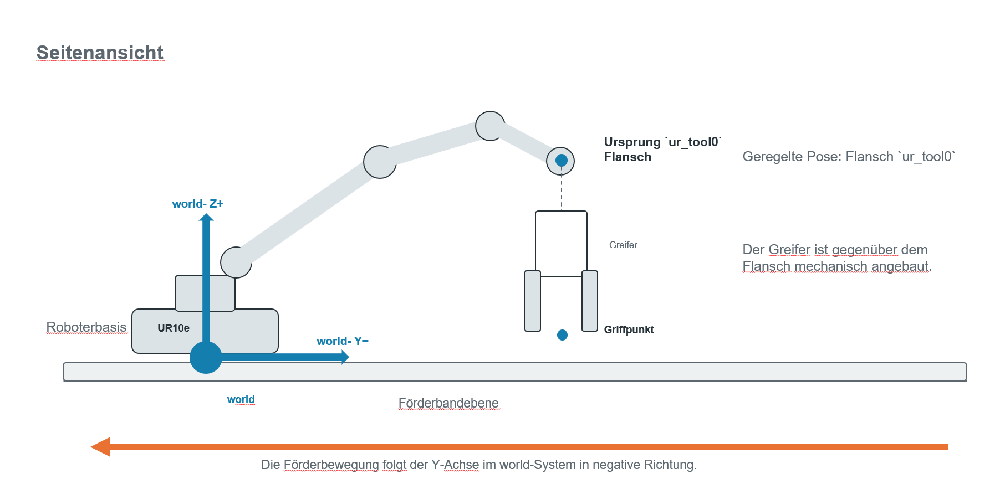 Seitenansicht
Ursprung `ur_tool0`
Flansch
Geregelte Pose: Flansch `ur_tool0`
world- Z+
Greifer
Der Greifer ist gegenüber dem
Flansch mechanisch angebaut.
Roboterbasis
UR10e
Griffpunkt
world- Y−
world
Förderbandebene
Die Förderbewegung folgt der Y-Achse im world-System in negative Richtung.